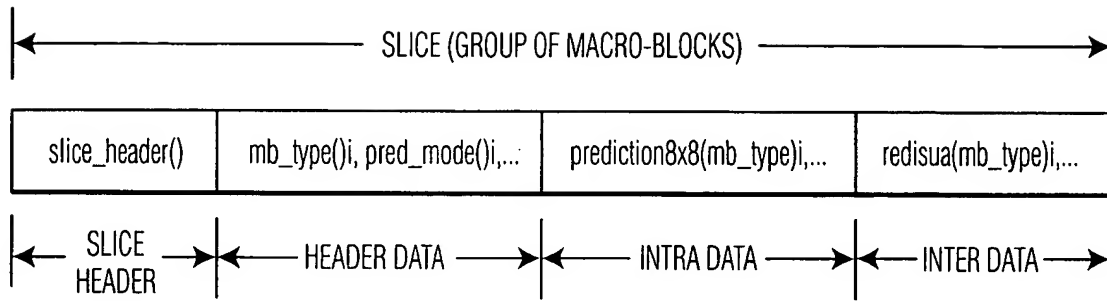 SLICE (GROUP OF MACRO-BLOCKS)
slice_header() mb_type()i, pred_mode()i,... prediction8x8(mb_type)i,... redisua(mb_type)i,...
SLICE HEADER DATA INTRA DATA INTER DATA
HEADER